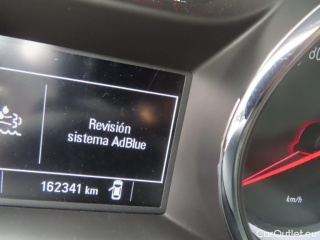 Revisión
sistema AdBlue
162341 km
km/h
CarOutlet.eu